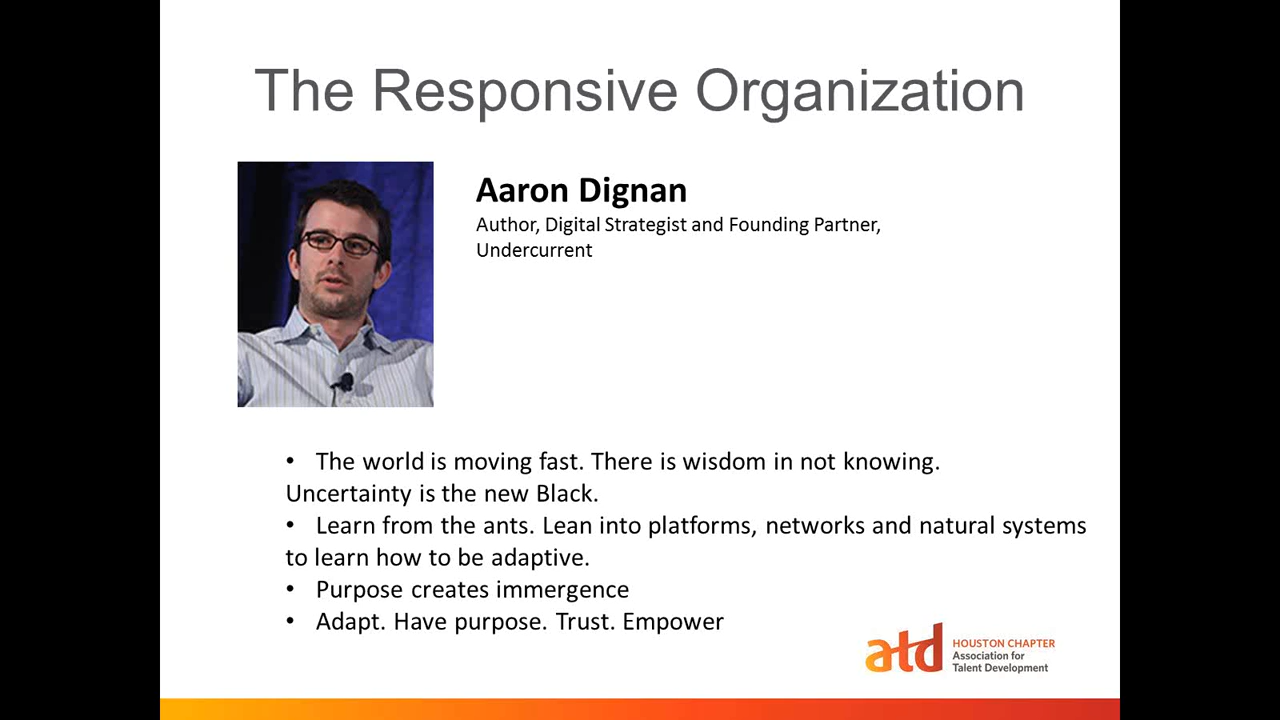 The Responsive Organization
Aaron Dignan
Author, Digital Strategist and Founding Partner,
Undercurrent
• The world is moving fast. There is wisdom in not knowing.
Uncertainty is the new Black.
• Learn from the ants. Lean into platforms, networks and natural systems
to learn how to be adaptive.
• Purpose creates immergence
• Adapt. Have purpose. Trust. Empower
atd
HOUSTON CHAPTER
Association for
Talent Development